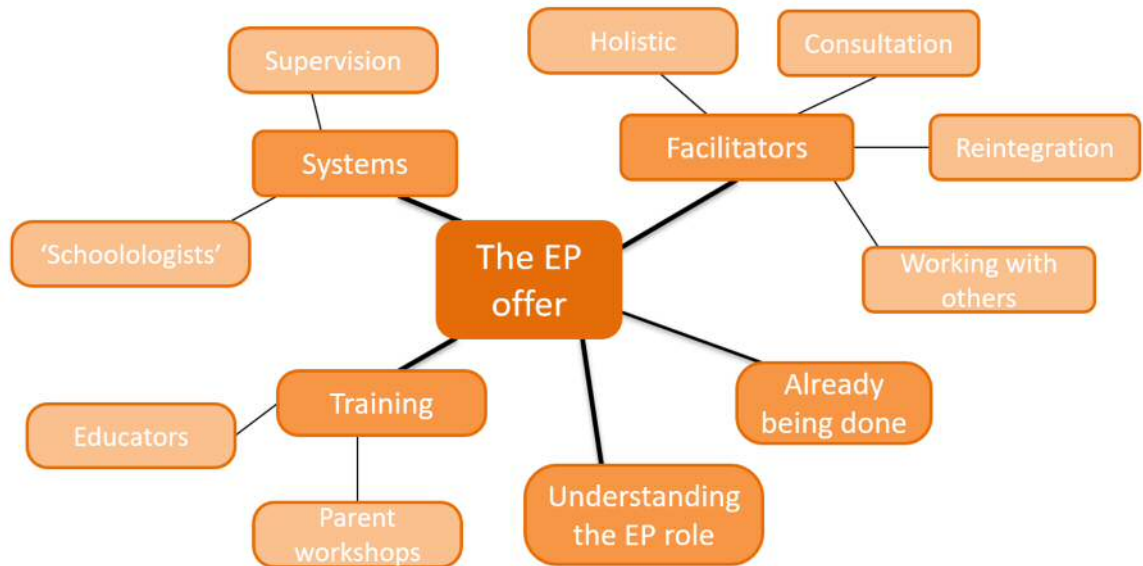 Holistic
Consultation
Supervision
Facilitators
Reintegration
Systems
'Schoolologists'
The EP
offer
Working with
others
Already
being done
Training
Educators
Understanding
the EP role
Parent
workshops